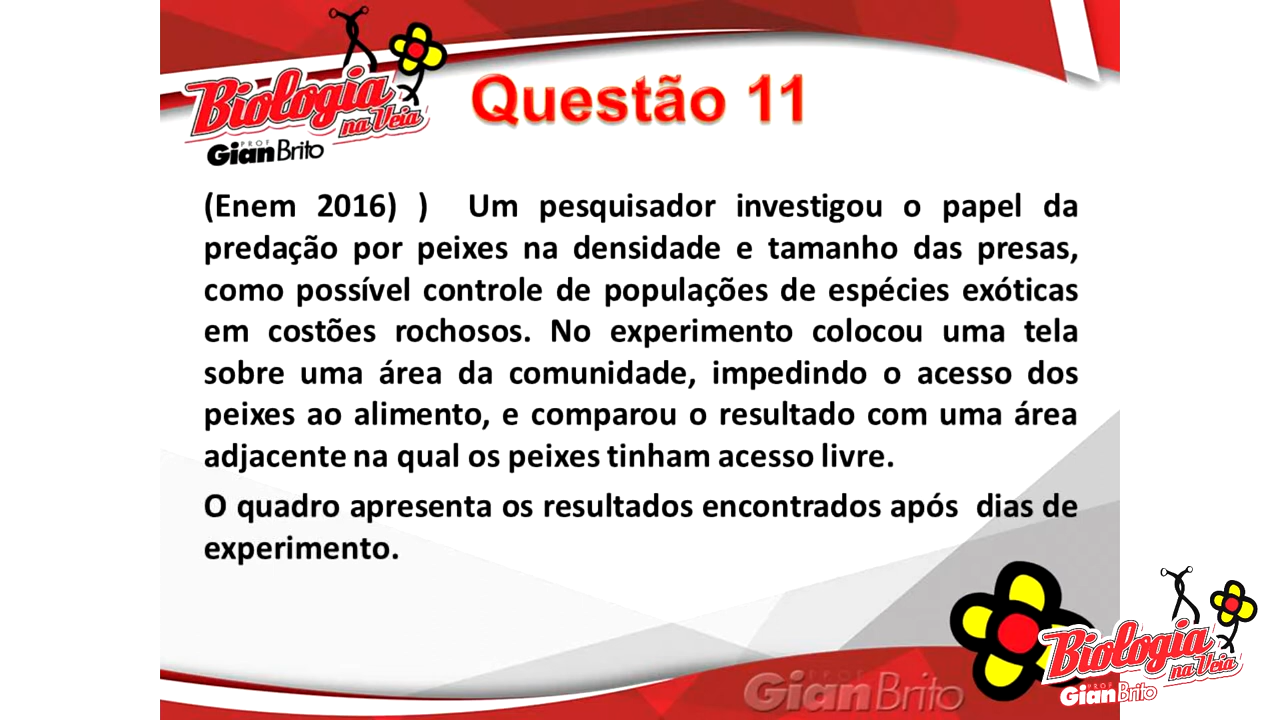 Biologia
na Veia
PROF
Gian Brito
Questão 11
(Enem 2016) ) Um pesquisador investigou o papel da
predação por peixes na densidade e tamanho das presas,
como possível controle de populações de espécies exóticas
em costões rochosos. No experimento colocou uma tela
sobre uma área da comunidade, impedindo o acesso dos
peixes ao alimento, e comparou o resultado com uma área
adjacente na qual os peixes tinham acesso livre.
O quadro apresenta os resultados encontrados após dias de
experimento.
PROF
Gian Brito
Biologia
na Veia
PROF
Gian Brito